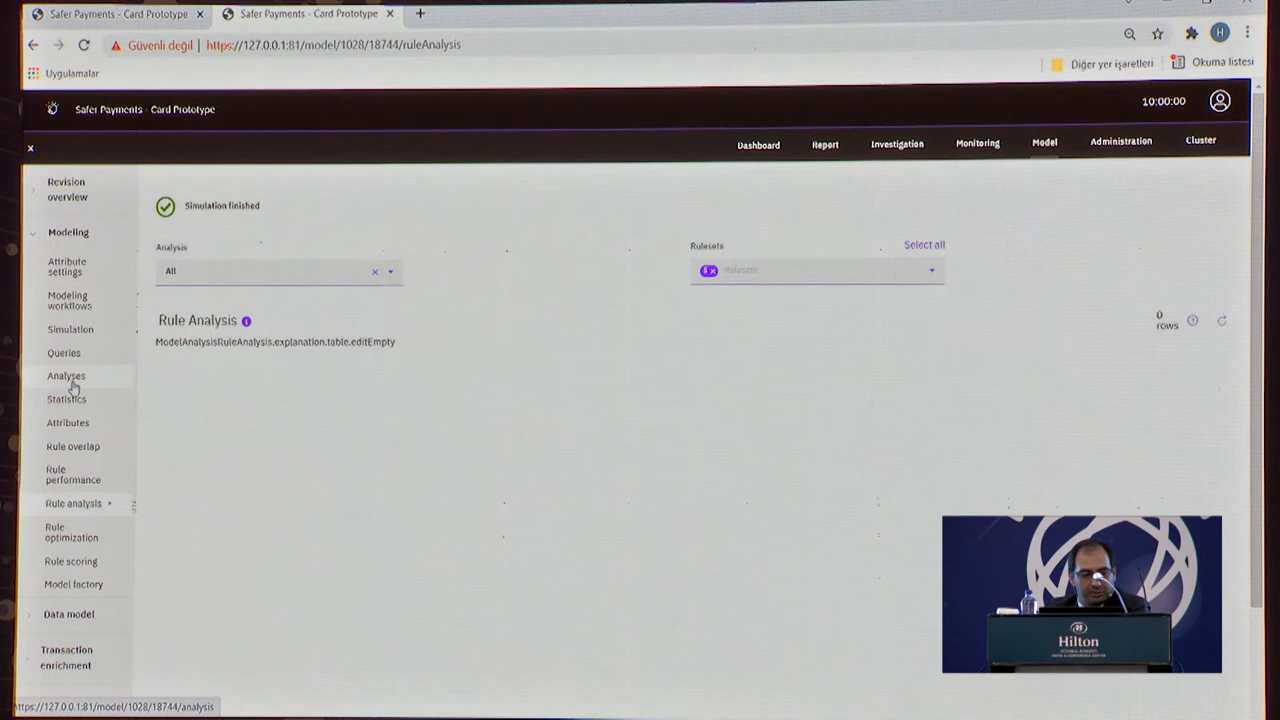 Safer Payments - Card Prototype
Safer Payments - Card Prototype
Güvenli değil
https://127.0.0.1:81/model/1028/18744/ruleAnalysis
H
Uygulamalar
Diğer yer işaretleri
Okuma listesi
Safer Payments - Card Prototype
10:00:00
Dashboard
Report
Investigation
Monitoring
Model
Administration
Cluster
Revision
overview
Modeling
Attribute
settings
Modeling
workflows
Simulation
Queries
Analyses
Statistics
Attributes
Rule overlap
Rule
performance
Rule analysis
Rule
optimization
Rule scoring
Model factory
Data model
Transaction
enrichment
Simulation finished
Analysis
All
Rulesets
Select all
Rulesets
Rule Analysis
0
rows
ModelAnalysisRuleAnalysis.explanation.table.editEmpty
https://127.0.0.1:81/model/1028/18744/analysis
Hilton